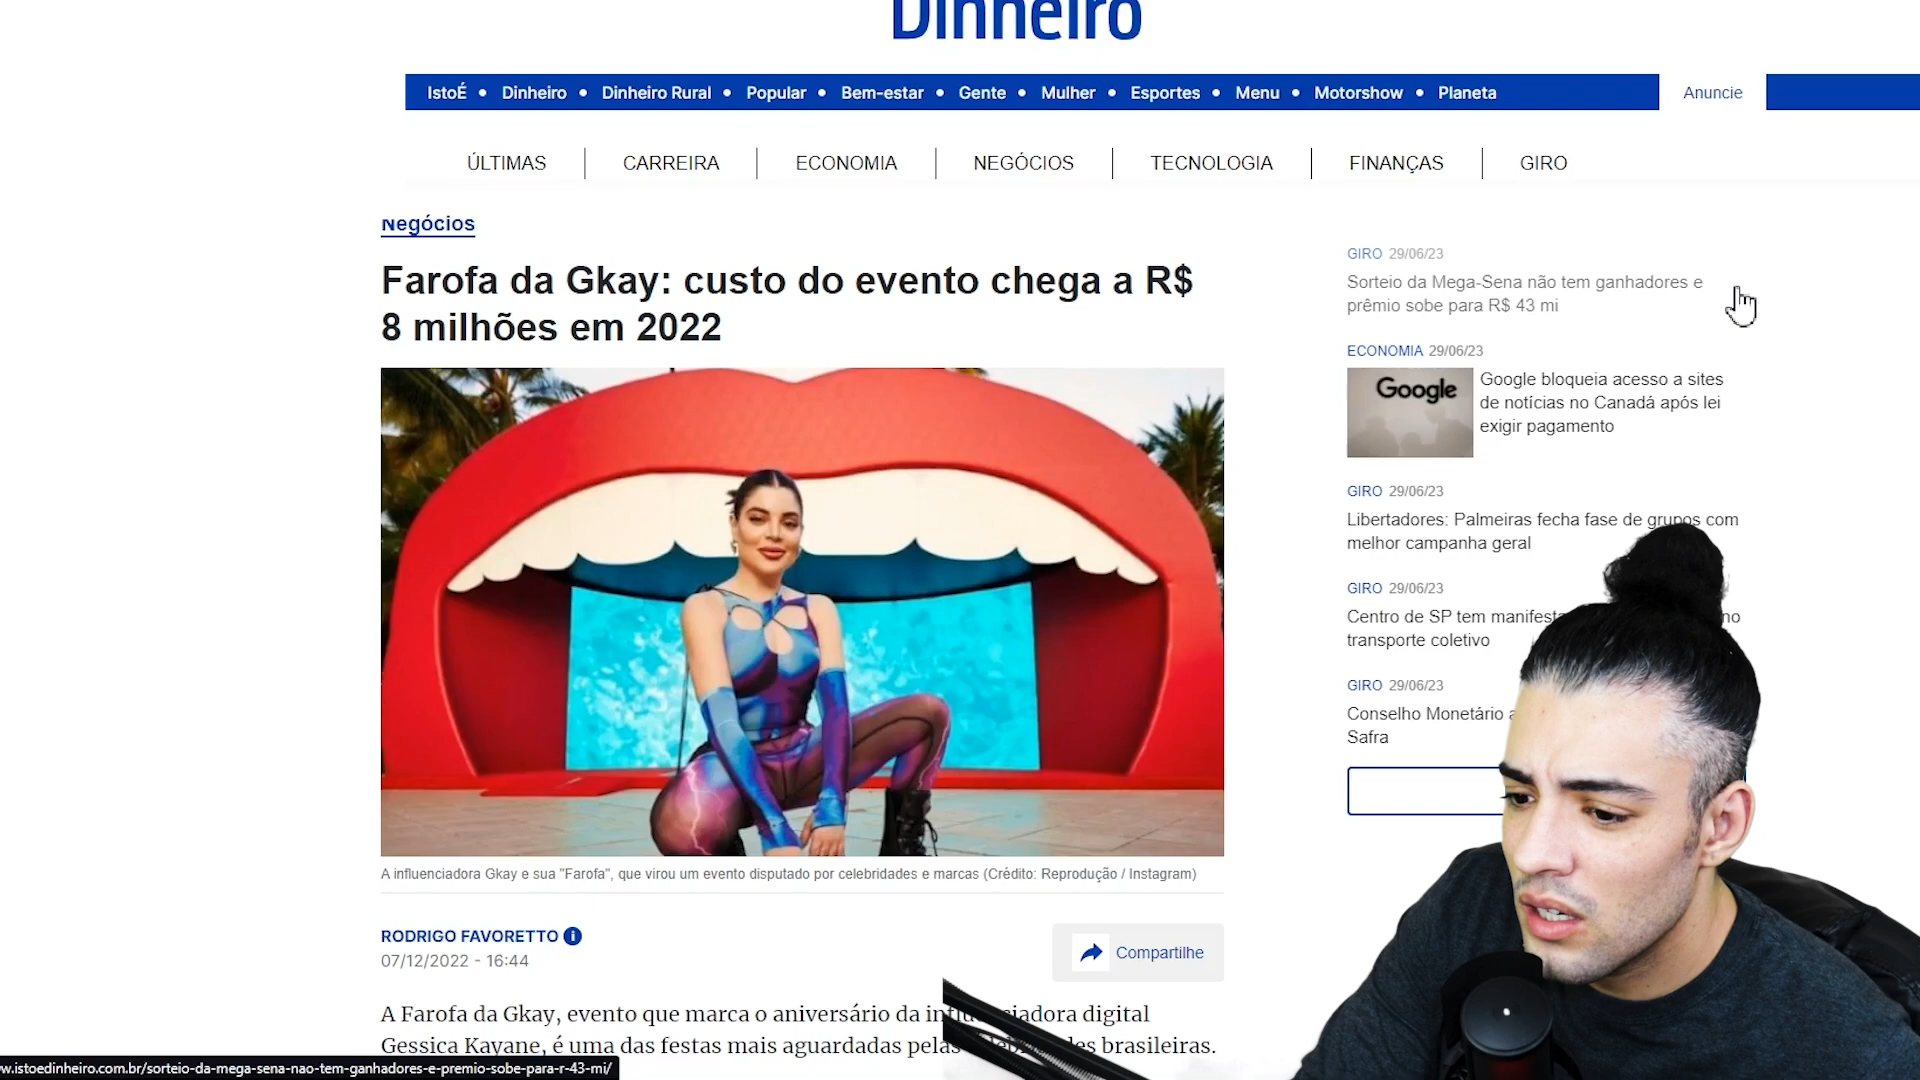 Dinheiro
IstoÉ • Dinheiro • Dinheiro Rural • Popular • Bem-estar • Gente • Mulher • Esportes • Menu • Motorshow • Planeta
Anuncie
ÚLTIMAS
CARREIRA
ECONOMIA
NEGÓCIOS
TECNOLOGIA
FINANÇAS
GIRO
Negócios
Farofa da Gkay: custo do evento chega a R$
8 milhões em 2022
A influenciadora Gkay e sua "Farofa", que virou um evento disputado por celebridades e marcas (Crédito: Reprodução / Instagram)
RODRIGO FAVORETTO
07/12/2022 - 16:44
Compartilhe
A Farofa da Gkay, evento que marca o aniversário da influenciadora digital
Gessica Kayane, é uma das festas mais aguardadas pelas celebridades brasileiras.
GIRO 29/06/23
Sorteio da Mega-Sena não tem ganhadores e
prêmio sobe para R$ 43 mi
ECONOMIA 29/06/23
Google
Google bloqueia acesso a sites
de notícias no Canadá após lei
exigir pagamento
GIRO 29/06/23
Libertadores: Palmeiras fecha fase de grupos com
melhor campanha geral
GIRO 29/06/23
Centro de SP tem
transporte coletivo
GIRO 29/06/23
Conselho Monetário
Safra
w.istoedinheiro.com.br/sorteio-da-mega-sena-nao-tem-ganhadores-e-premio-sobe-para-r-43-mi/